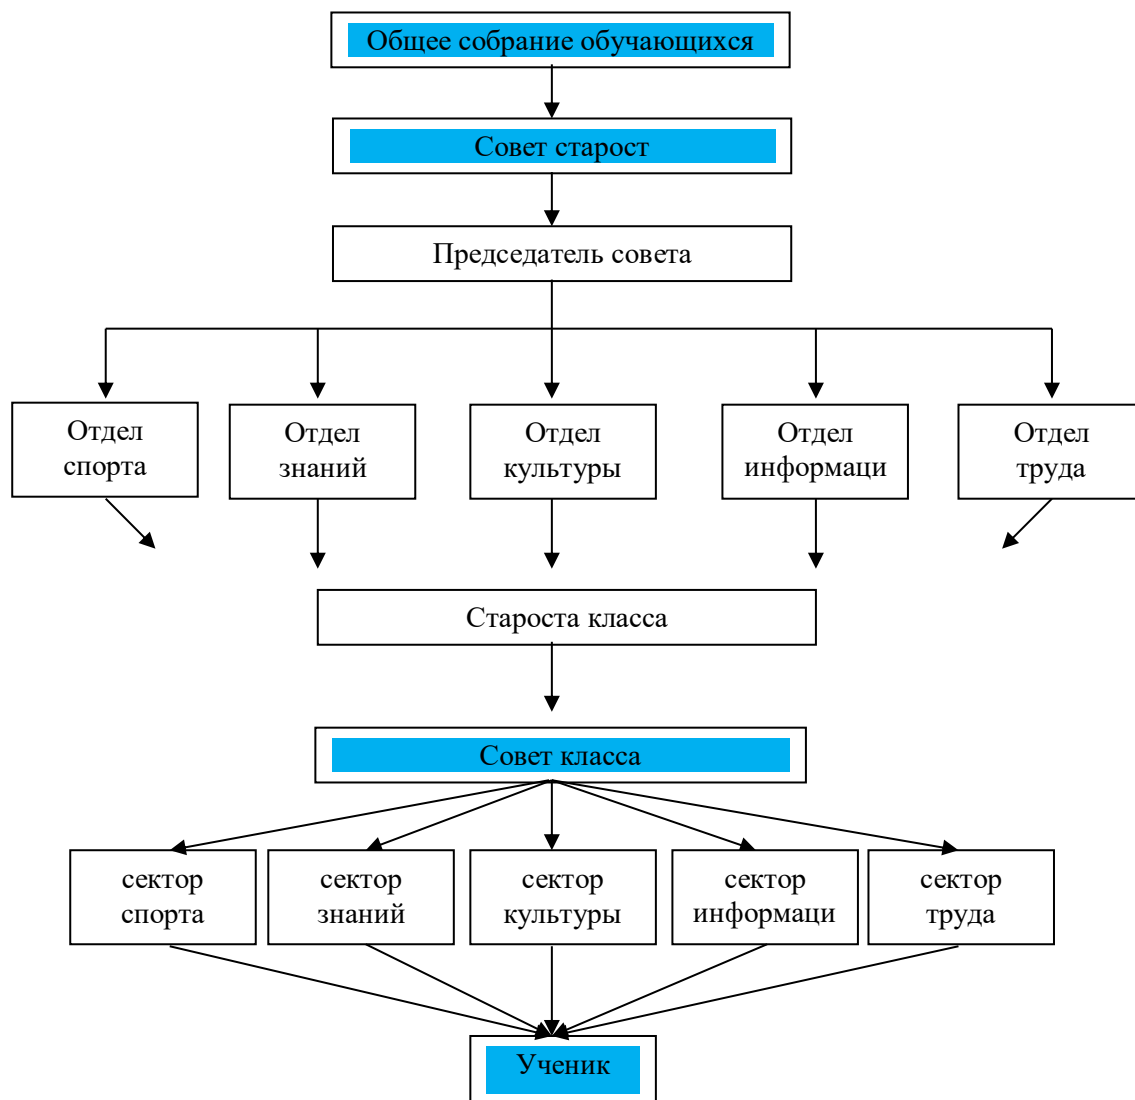 Общее собрание обучающихся
Совет старост
Председатель совета
Отдел
спорта
Отдел
знаний
Отдел
культуры
Отдел
информаци
Отдел
труда
Староста класса
Совет класса
сектор
спорта
сектор
знаний
сектор
культуры
сектор
информаци
сектор
труда
Ученик